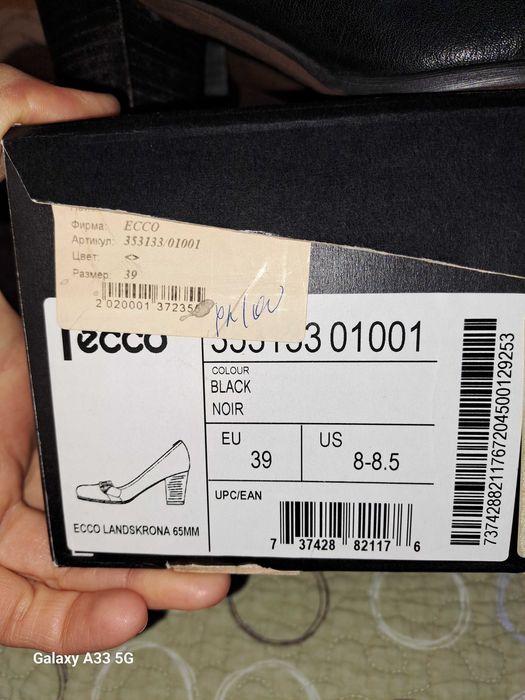 Фирма: ECCO
Артикул: 353133/01001
Цвет: <>
Размер: 39
2 020001 37235
ecco
353133 01001
COLOUR
BLACK
NOIR
EU
39
US
8-8.5
UPC/EAN
7 37428 82117 6
ECCO LANDSKRONA 65MM
7374288211767204500129253
Galaxy A33 5G